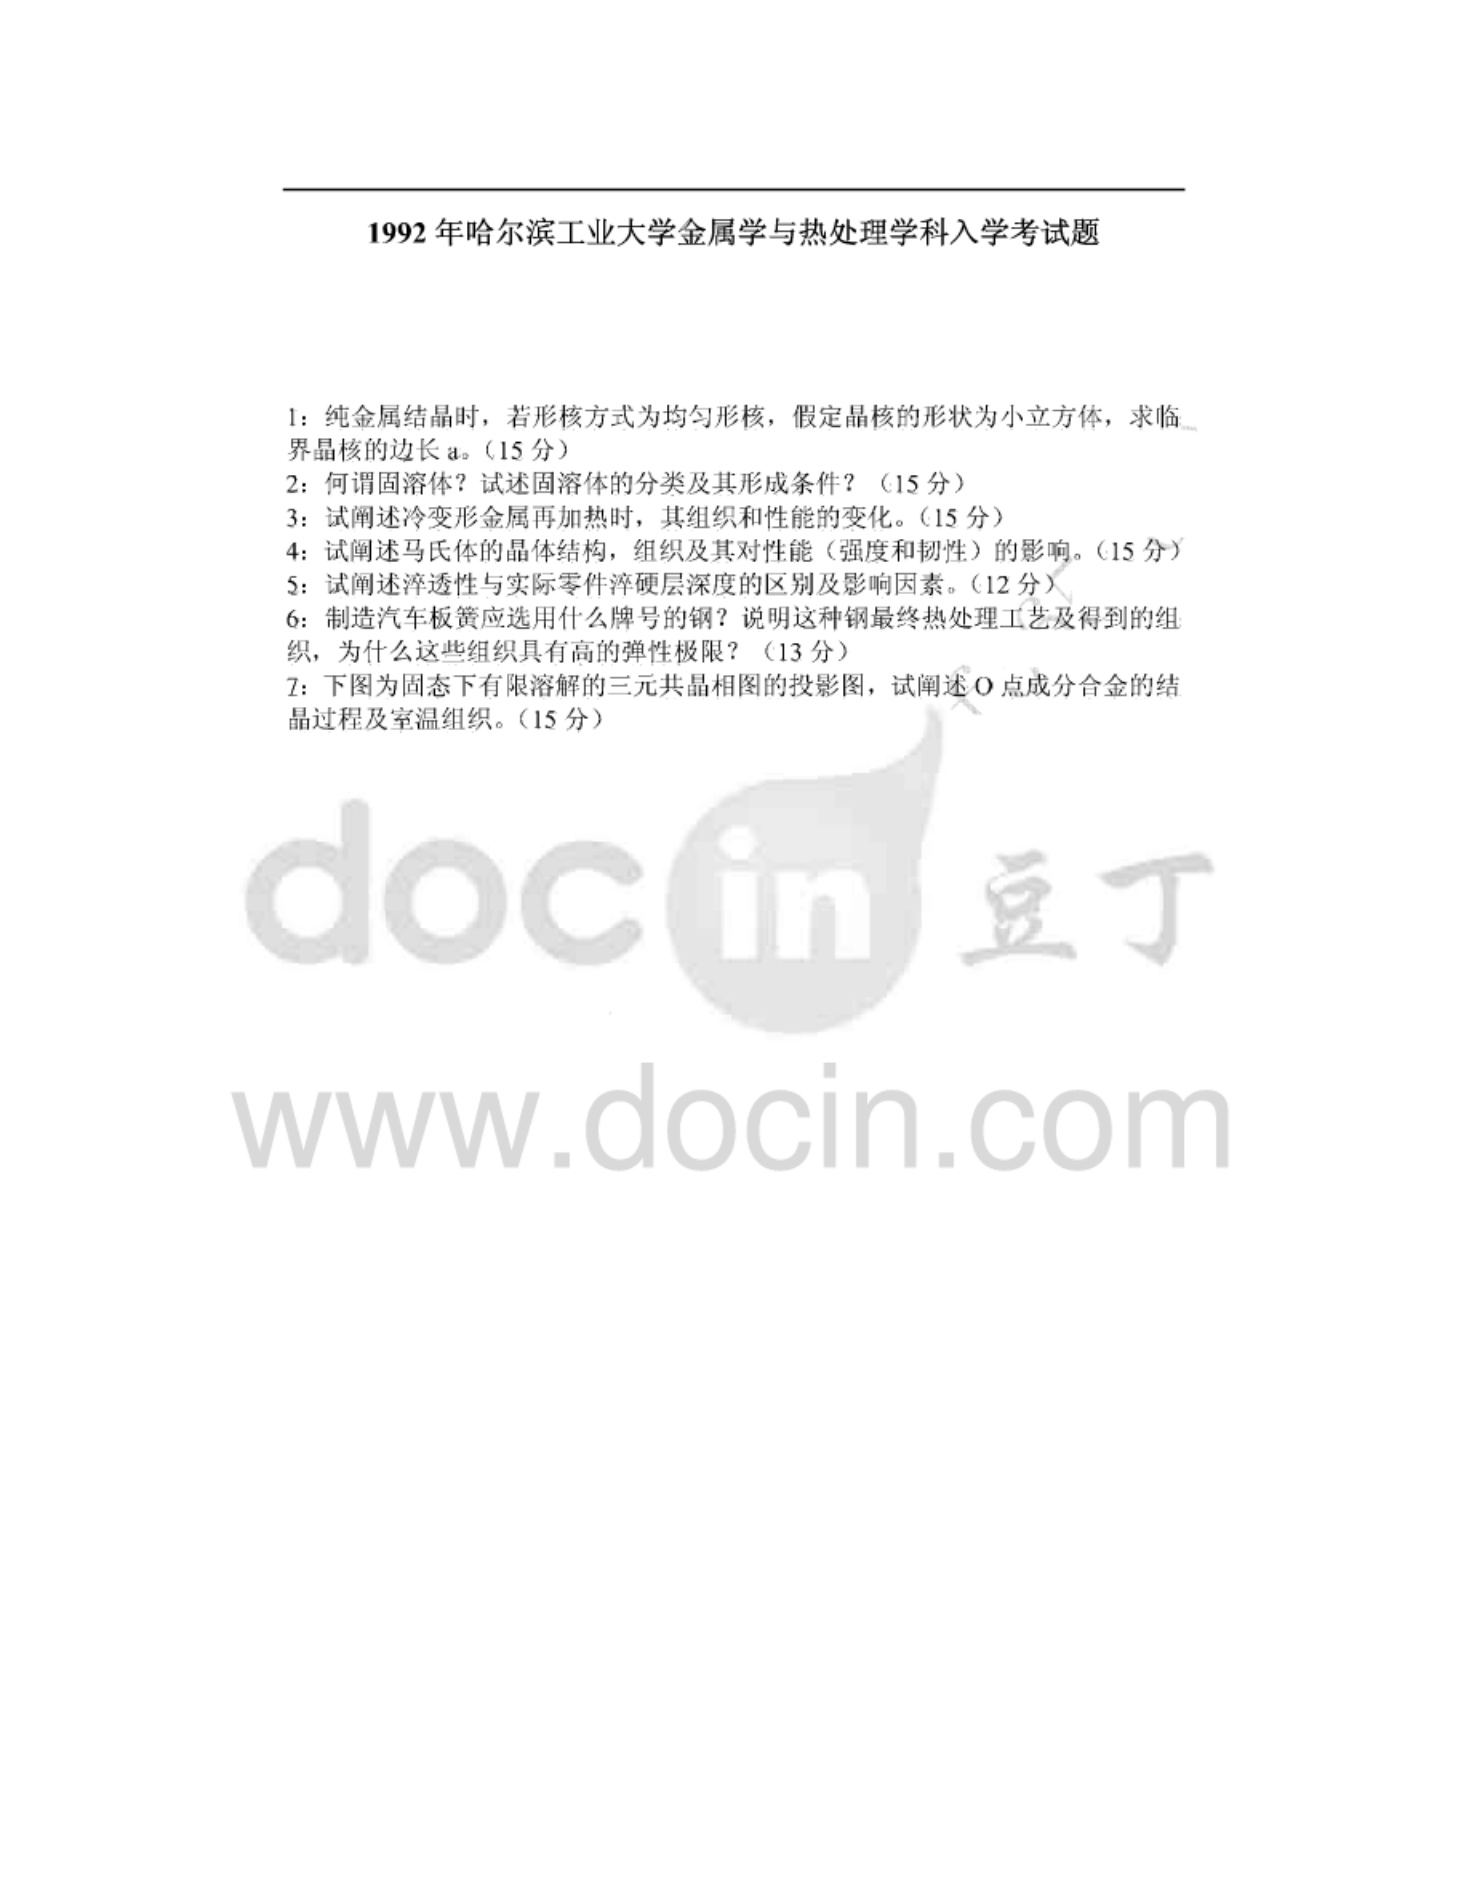 1992 年哈尔滨工业大学金属学与热处理学科入学考试题
1：纯金属结晶时，若形核方式为均匀形核，假定晶核的形状为小立方体，求临
界晶核的边长 a。（15 分）
2：何谓固溶体？试述固溶体的分类及其形成条件？（15 分）
3：试阐述冷变形金属再加热时，其组织和性能的变化。（15 分）
4：试阐述马氏体的晶体结构，组织及其对性能（强度和韧性）的影响。（15 分）
5：试阐述淬透性与实际零件淬硬层深度的区别及影响因素。（12 分）
6：制造汽车板簧应选用什么牌号的钢？说明这种钢最终热处理工艺及得到的组
织，为什么这些组织具有高的弹性极限？（13 分）
7：下图为固态下有限溶解的三元共晶相图的投影图，试阐述 O 点成分合金的结
晶过程及室温组织。（15 分）
docin 豆丁
www.docin.com